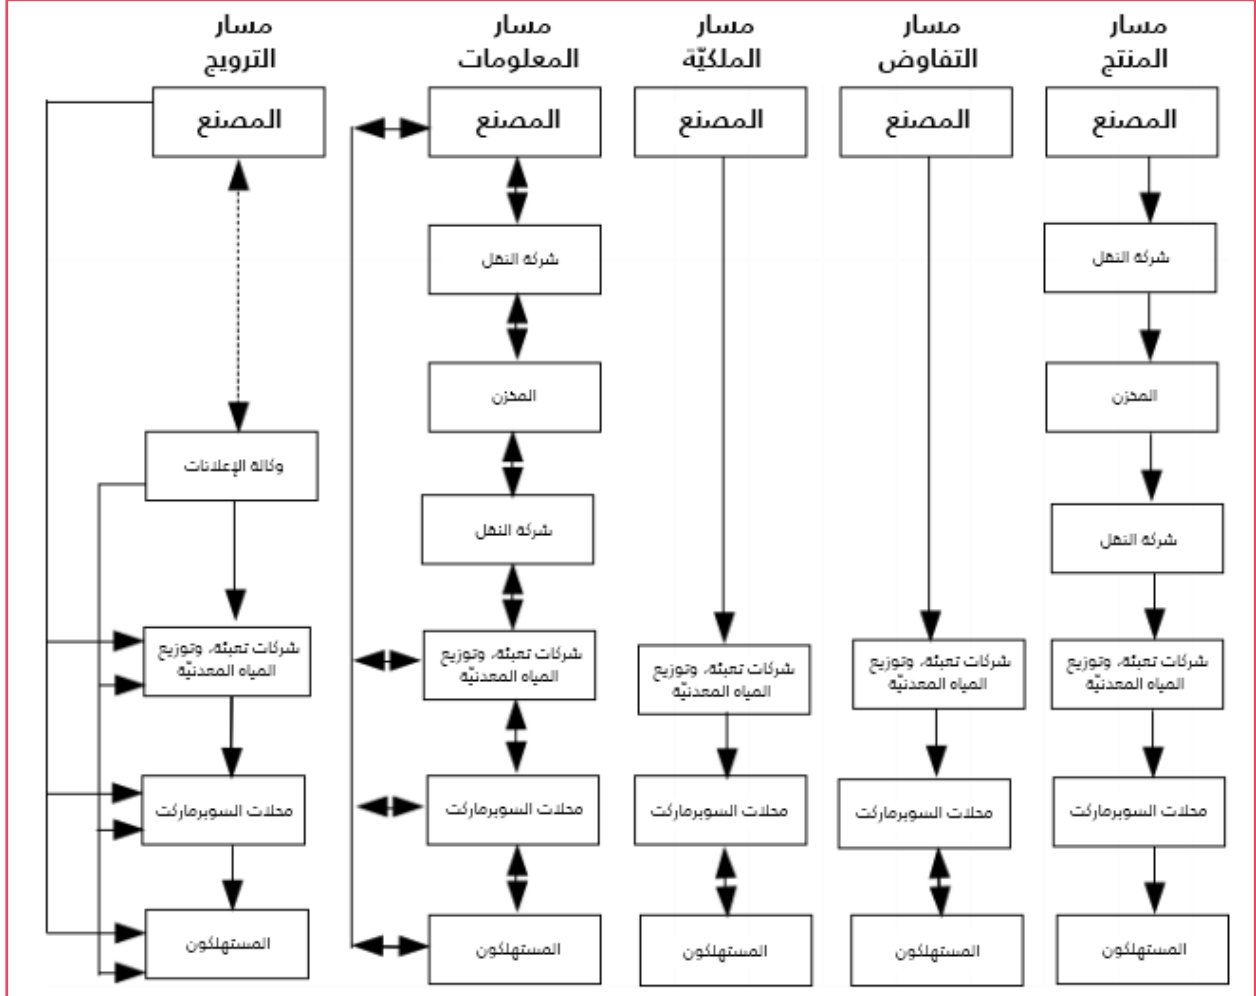 مسار
المنتج
المصنع
شركة النقل
المخزن
شركة النقل
شركات تعبئة، وتوزيع
المياه المعدنيّة
محلات السوبرماركت
المستهلكون
مسار
التفاوض
المصنع
شركات تعبئة، وتوزيع
المياه المعدنيّة
محلات السوبرماركت
المستهلكون
مسار
الملكيّة
المصنع
شركات تعبئة، وتوزيع
المياه المعدنيّة
محلات السوبرماركت
المستهلكون
مسار
المعلومات
المصنع
شركة النقل
المخزن
شركة النقل
شركات تعبئة، وتوزيع
المياه المعدنيّة
محلات السوبرماركت
المستهلكون
مسار
الترويج
المصنع
وكالة الإعلانات
شركات تعبئة، وتوزيع
المياه المعدنيّة
محلات السوبرماركت
المستهلكون